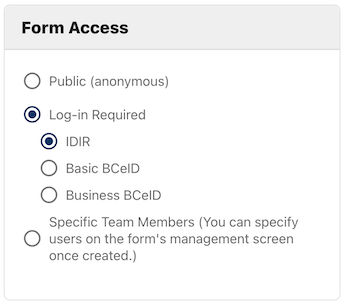 Form Access
Public (anonymous)
Log-in Required
IDIR
Basic BCeID
Business BCeID
Specific Team Members (You can specify
users on the form's management screen
once created.)